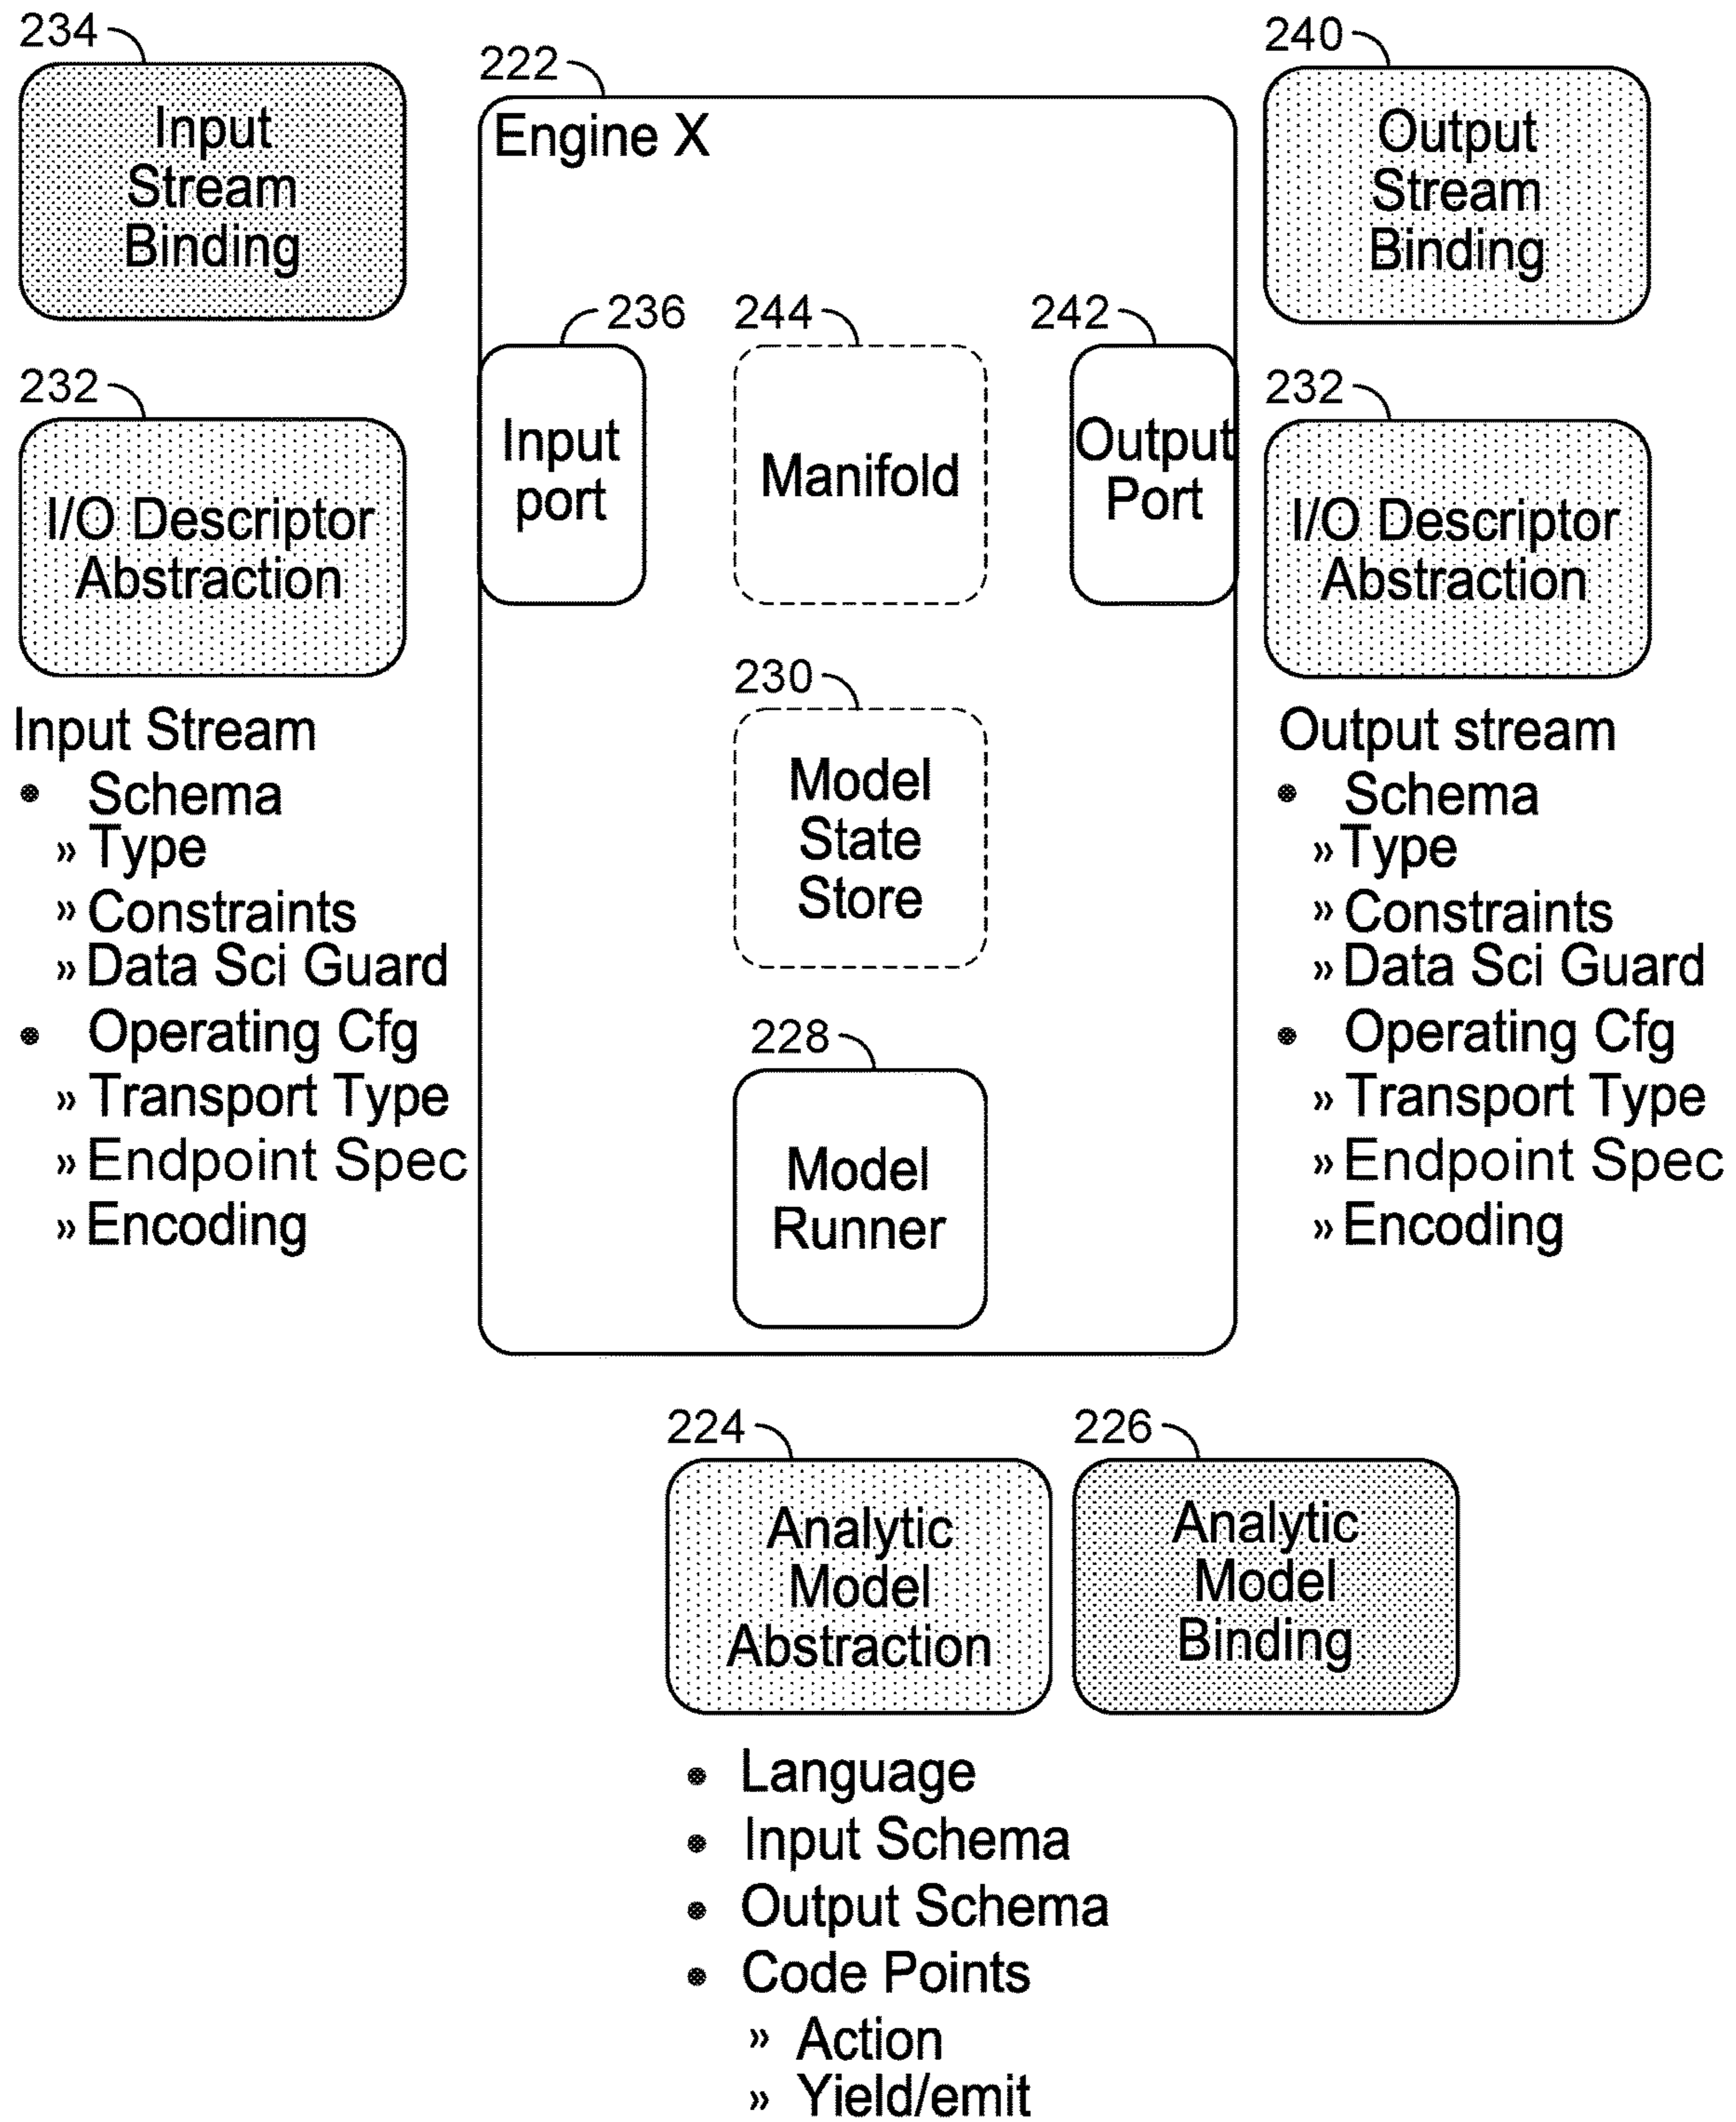 234
Input
Stream
Binding
232
I/O Descriptor
Abstraction
Input Stream
• Schema
» Type
» Constraints
» Data Sci Guard
• Operating Cfg
» Transport Type
» Endpoint Spec
» Encoding
222
Engine X
236
Input
port
244
Manifold
242
Output
Port
230
Model
State
Store
228
Model
Runner
240
Output
Stream
Binding
232
I/O Descriptor
Abstraction
Output stream
• Schema
» Type
» Constraints
» Data Sci Guard
• Operating Cfg
» Transport Type
» Endpoint Spec
» Encoding
224
Analytic
Model
Abstraction
226
Analytic
Model
Binding
• Language
• Input Schema
• Output Schema
• Code Points
» Action
» Yield/emit